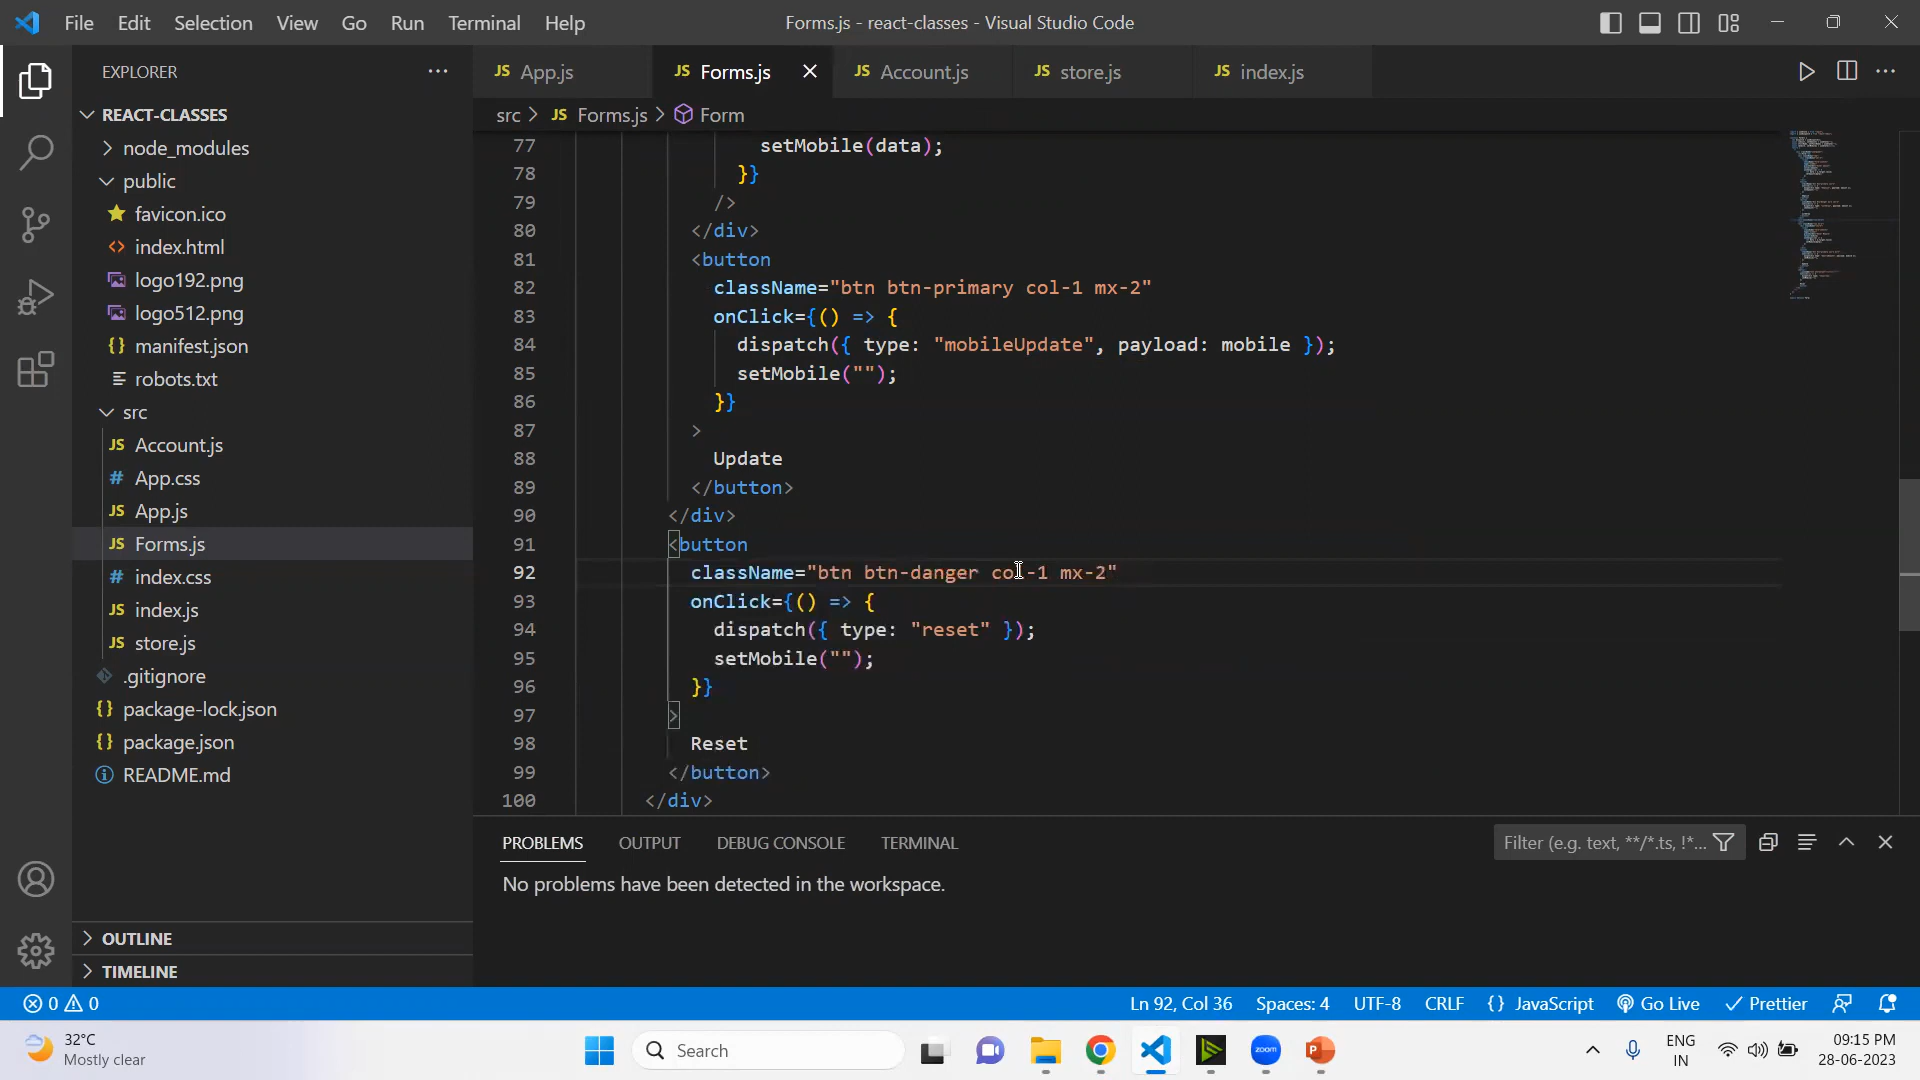 File Edit Selection View Go Run Terminal Help
Forms.js - react-classes - Visual Studio Code
EXPLORER
REACT-CLASSES
node_modules
public
favicon.ico
index.html
logo192.png
logo512.png
manifest.json
robots.txt
src
Account.js
App.css
App.js
Forms.js
index.css
index.js
store.js
.gitignore
package-lock.json
package.json
README.md
OUTLINE
TIMELINE
JS App.js JS Forms.js JS Account.js JS store.js JS index.js
src > JS Forms.js > Form
77 setMobile(data);
78 }}
79 />
80 </div>
81 <button
82 className="btn btn-primary col-1 mx-2"
83 onClick={() => {
84 dispatch({ type: "mobileUpdate", payload: mobile });
85 setMobile("");
86 }}
87 >
88 Update
89 </button>
90 </div>
91 <button
92 className="btn btn-danger col-1 mx-2"
93 onClick={() => {
94 dispatch({ type: "reset" });
95 setMobile("");
96 }}
97 >
98 Reset
99 </button>
100 </div>
PROBLEMS OUTPUT DEBUG CONSOLE TERMINAL
Filter (e.g. text, **/*.ts, !*...
No problems have been detected in the workspace.
0 0 Ln 92, Col 36 Spaces: 4 UTF-8 CRLF {} JavaScript Go Live Prettier
32°C
Mostly clear
Search
zoom
ENG
IN
09:15 PM
28-06-2023